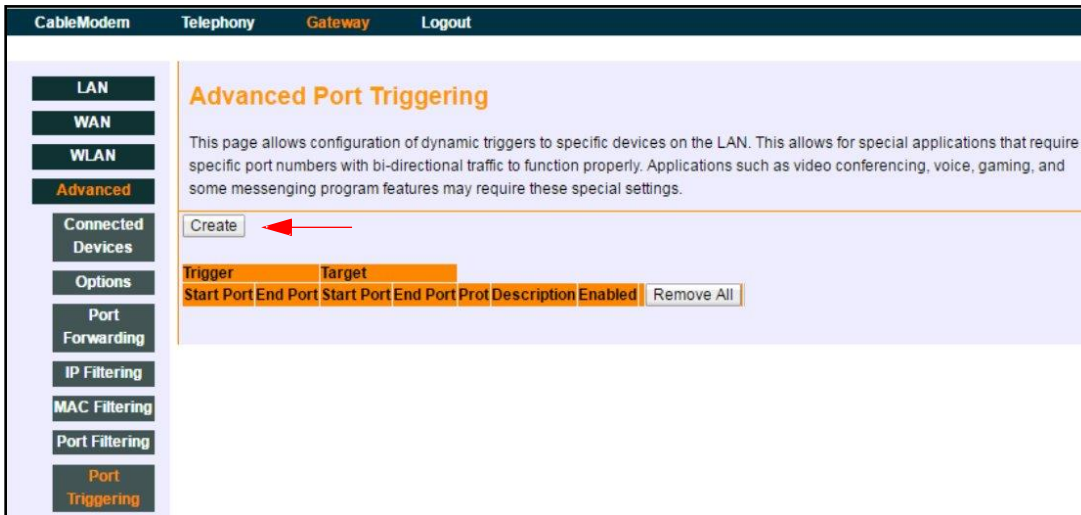 CableModem Telephony Gateway Logout
LAN
WAN
WLAN
Advanced
Connected
Devices
Options
Port
Forwarding
IP Filtering
MAC Filtering
Port Filtering
Port
Triggering
Advanced Port Triggering
This page allows configuration of dynamic triggers to specific devices on the LAN. This allows for special applications that require
specific port numbers with bi-directional traffic to function properly. Applications such as video conferencing, voice, gaming, and
some messenging program features may require these special settings.
Create
Trigger Target
Start Port End Port Start Port End Port Prot Description Enabled Remove All